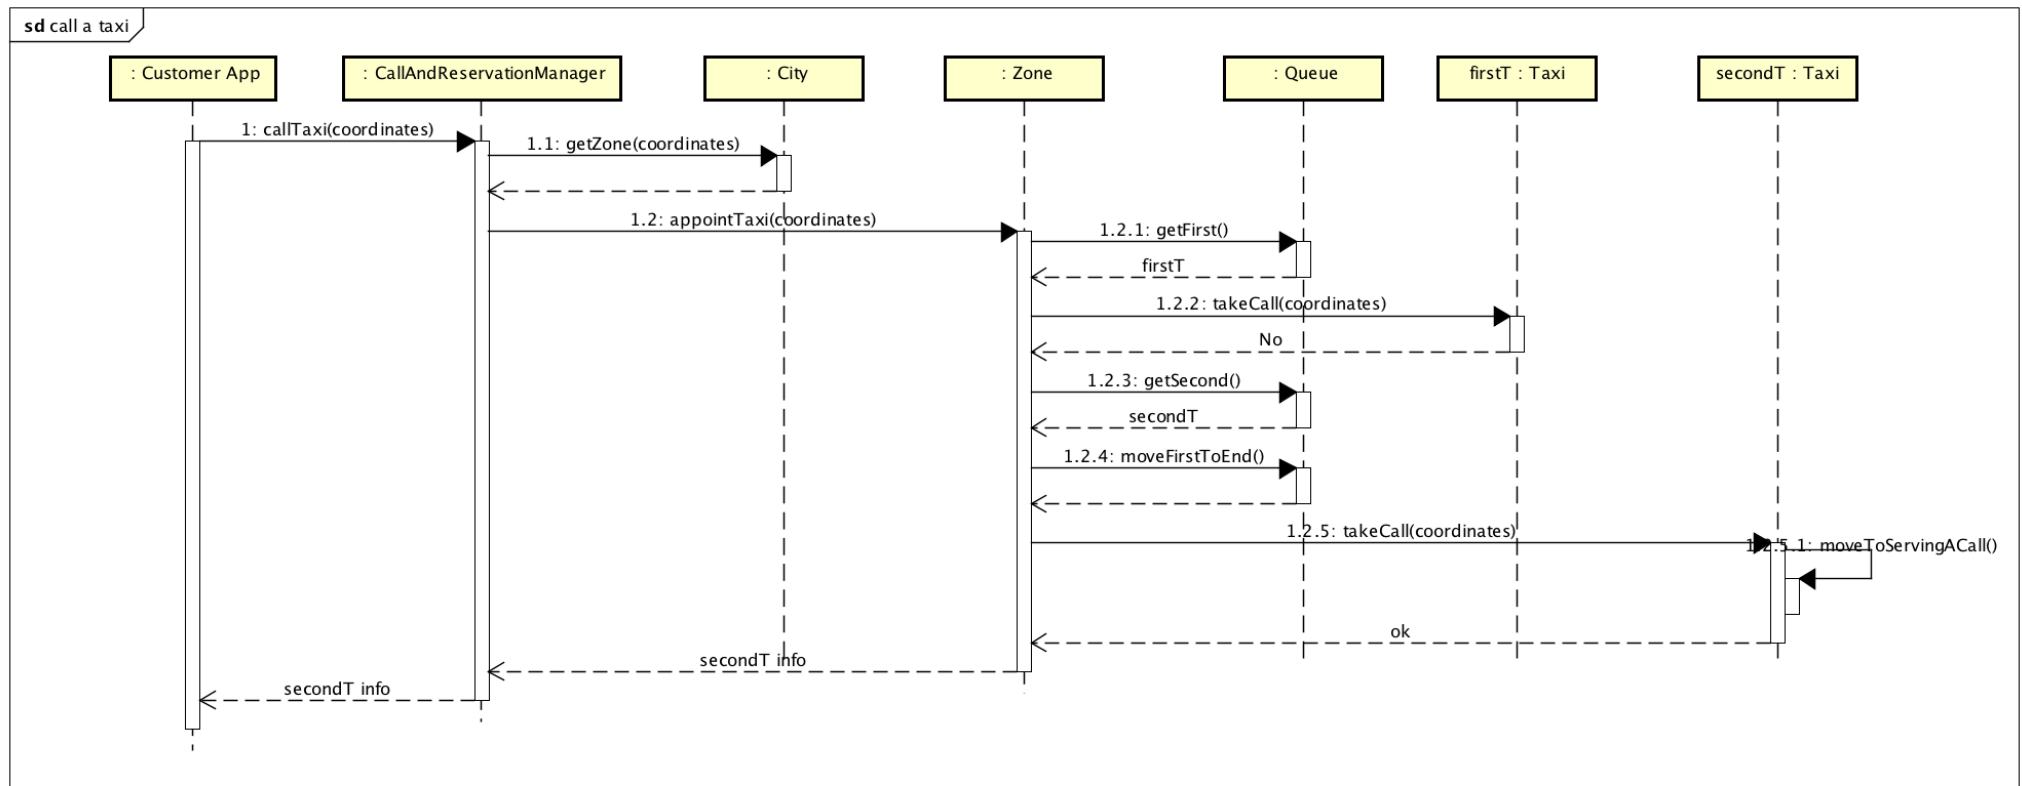 sd call a taxi
: Customer App
: CallAndReservationManager
: City
: Zone
: Queue
firstT : Taxi
secondT : Taxi
1: callTaxi(coordinates)
1.1: getZone(coordinates)
1.2: appointTaxi(coordinates)
1.2.1: getFirst()
firstT
1.2.2: takeCall(coordinates)
No
1.2.3: getSecond()
secondT
1.2.4: moveFirstToEnd()
1.2.5: takeCall(coordinates)
1.2.5.1: moveToServingACall()
ok
secondT info
secondT info